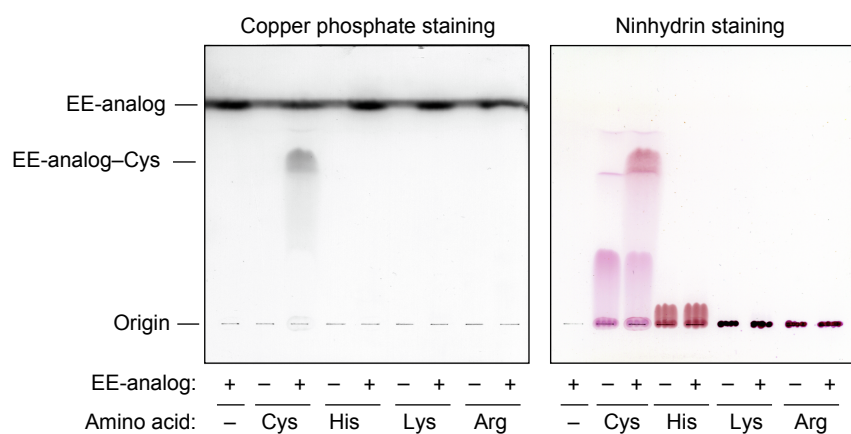 Copper phosphate staining
Ninhydrin staining
EE-analog
EE-analog–Cys
Origin
EE-analog: + – + – + – + – + + – + – + – + – +
Amino acid: – Cys His Lys Arg – Cys His Lys Arg